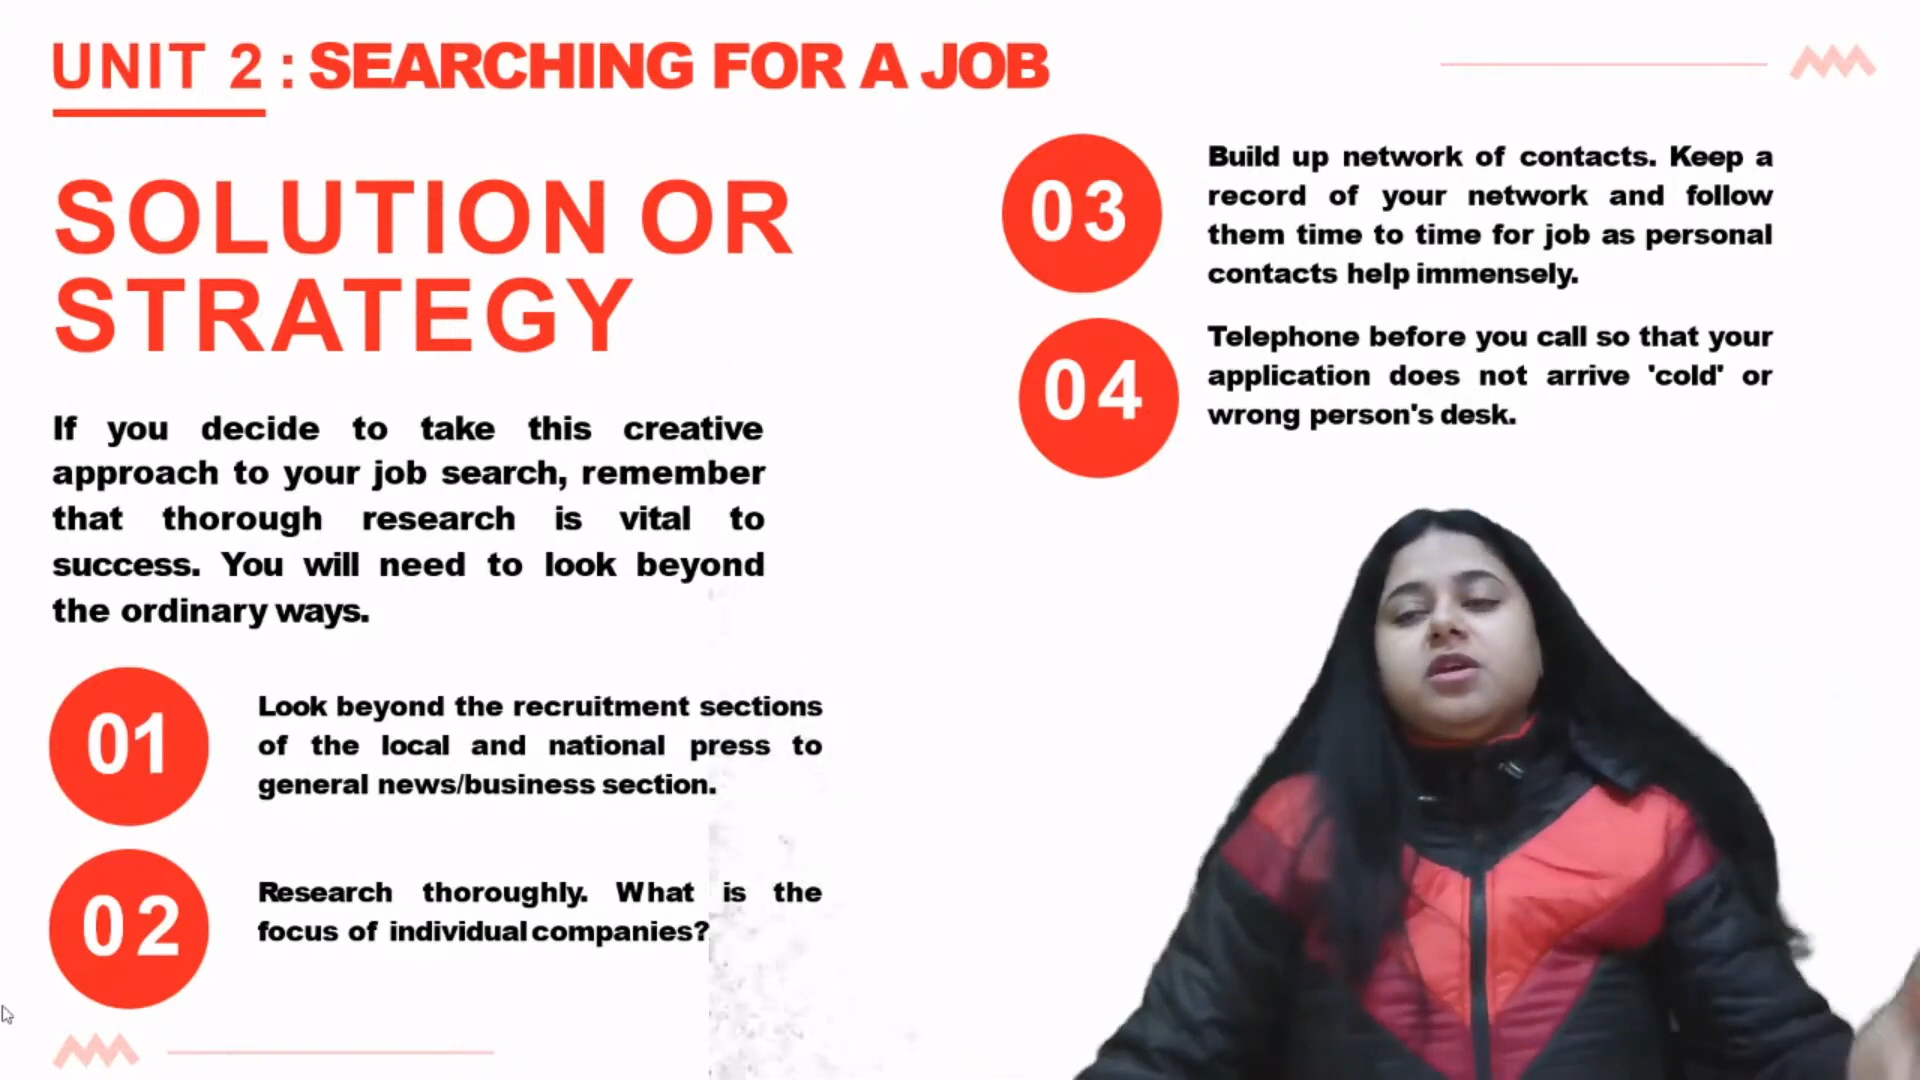 UNIT 2 : SEARCHING FOR A JOB
SOLUTION OR
STRATEGY
If you decide to take this creative
approach to your job search, remember
that thorough research is vital to
success. You will need to look beyond
the ordinary ways.
01
Look beyond the recruitment sections
of the local and national press to
general news/business section.
02
Research thoroughly. What is the
focus of individual companies?
03
Build up network of contacts. Keep a
record of your network and follow
them time to time for job as personal
contacts help immensely.
04
Telephone before you call so that your
application does not arrive 'cold' or
wrong person's desk.